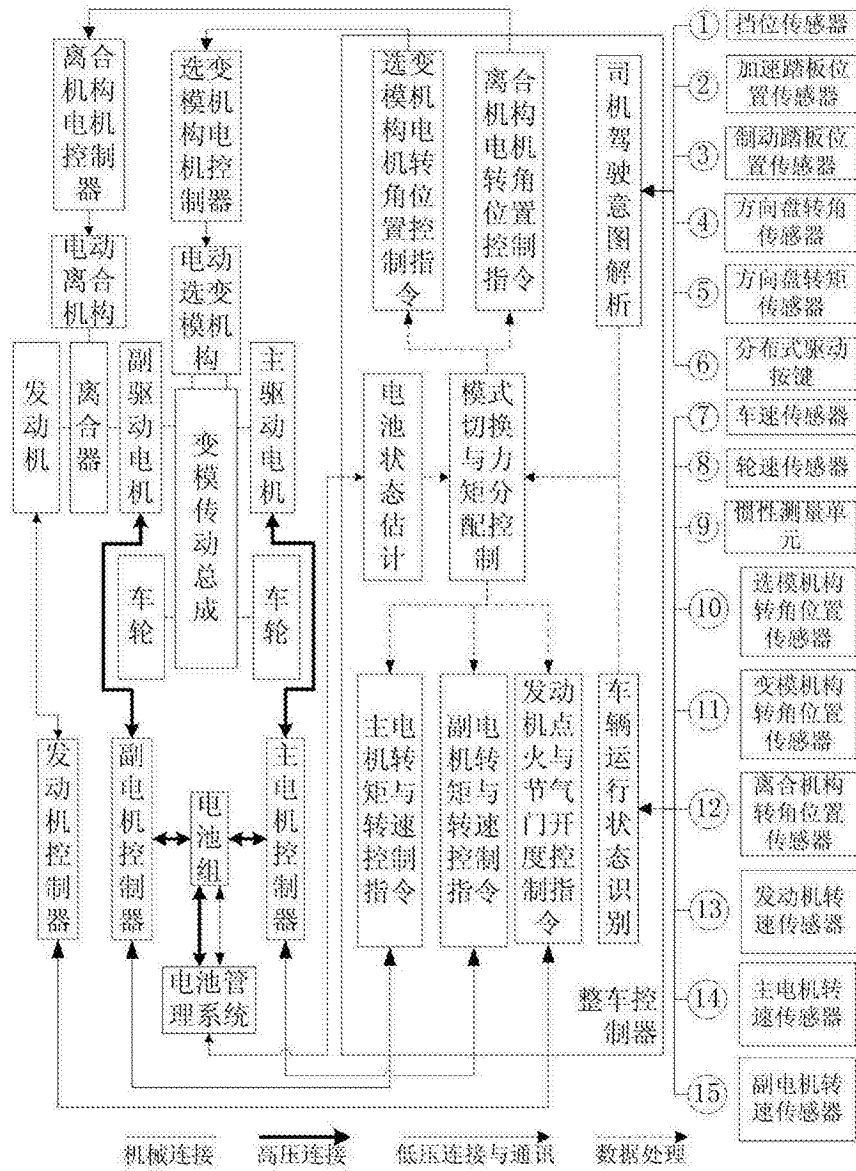 离合机构电机控制器
选变模机构电机控制器
选变模机构电机转角位置控制指令
离合机构电机转角位置控制指令
司机驾驶意图解析
电动
离合
机构
电动
选变
模机
构
发动机
离合器
副驱动电机
变模传动总成
主驱动电机
车轮
车轮
电池状态估计
模式切换与力矩分配控制
主电机转矩与转速控制指令
副电机转矩与转速控制指令
发动机点火与节气门开度控制指令
车辆运行状态识别
发动机控制器
副电机控制器
电池组
主电机控制器
电池管
理系统
整车控
制器
① 挡位传感器
② 加速踏板位
置传感器
③ 制动踏板位
置传感器
④ 方向盘转角
传感器
⑤ 方向盘转矩
传感器
⑥ 分布式驱动
按键
⑦ 车速传感器
⑧ 轮速传感器
⑨ 惯性测量单
元
⑩ 选模机构
转角位置
传感器
⑪ 变模机构
转角位置
传感器
⑫ 离合机构
转角位置
传感器
⑬ 发动机转
速传感器
⑭ 主电机转
速传感器
⑮ 副电机转
速传感器
机械连接 高压连接 低压连接与通讯 数据处理